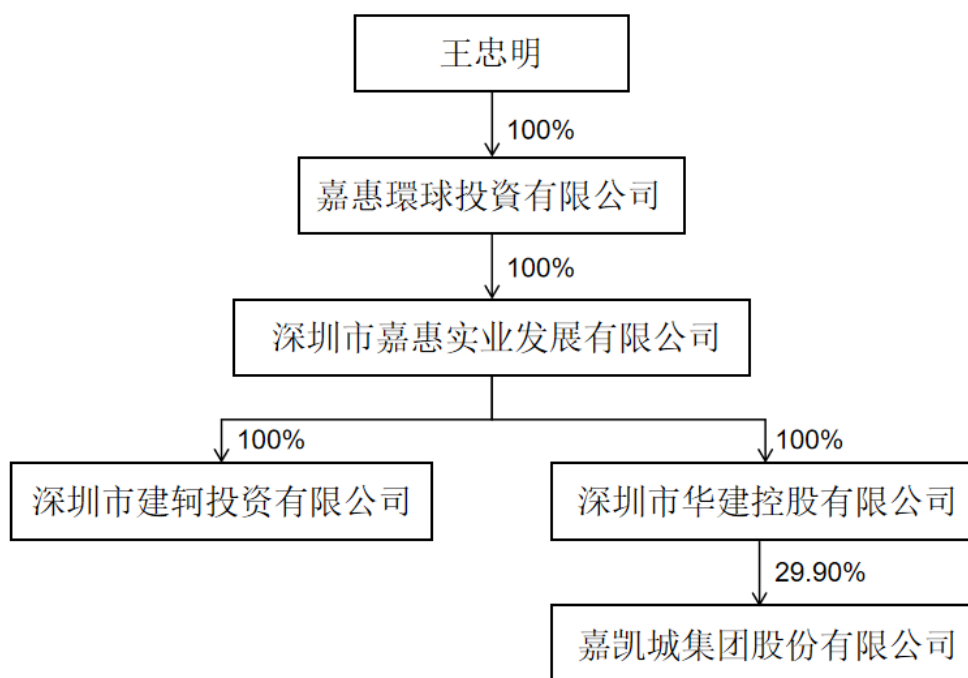 王忠明
100%
嘉惠環球投資有限公司
100%
深圳市嘉惠实业发展有限公司
100%
100%
深圳市建轲投资有限公司
深圳市华建控股有限公司
29.90%
嘉凯城集团股份有限公司